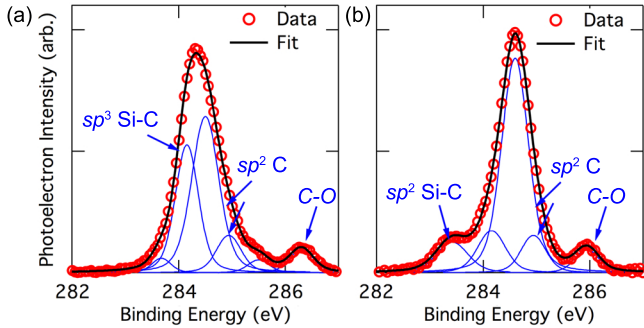 (a)
Data
Fit
sp³ Si-C
sp² C
C-O
Photoelectron Intensity (arb.)
282
284
286
Binding Energy (eV)
(b)
Data
Fit
sp² Si-C
sp² C
C-O
282
284
286
Binding Energy (eV)